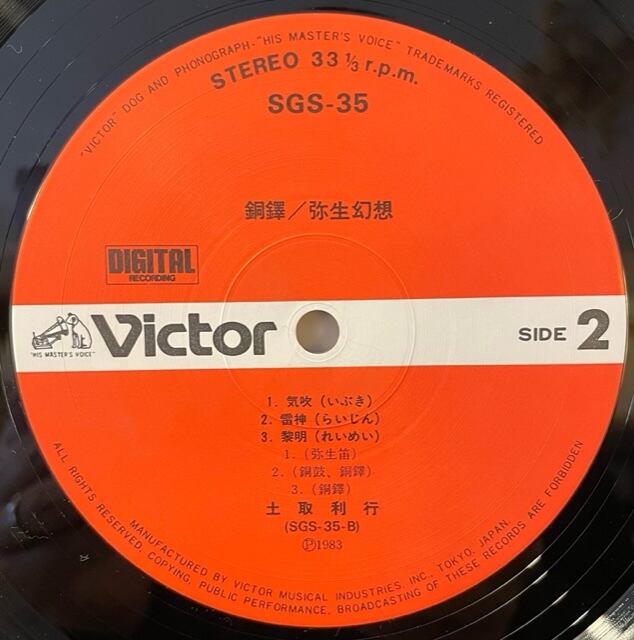 "VICTOR" DOG AND PHONOGRAPH-"HIS MASTER'S VOICE" TRADEMARKS REGISTERED
STEREO 33 1/3 r.p.m.
SGS-35
銅鐸／弥生幻想
DIGITAL
RECORDING
"HIS MASTER'S VOICE"
Victor
SIDE 2
1. 気吹（いぶき）
2. 雷神（らいじん）
3. 黎明（れいめい）
1.（弥生笛）
2.（銅鼓、銅鐸）
3.（銅鐸）
土取利行
(SGS-35-B)
Ⓟ1983
ALL RIGHTS RESERVED. COPYING, PUBLIC PERFORMANCE, BROADCASTING OF THESE RECORDS ARE FORBIDDEN
MANUFACTURED BY VICTOR MUSICAL INDUSTRIES, INC., TOKYO, JAPAN.